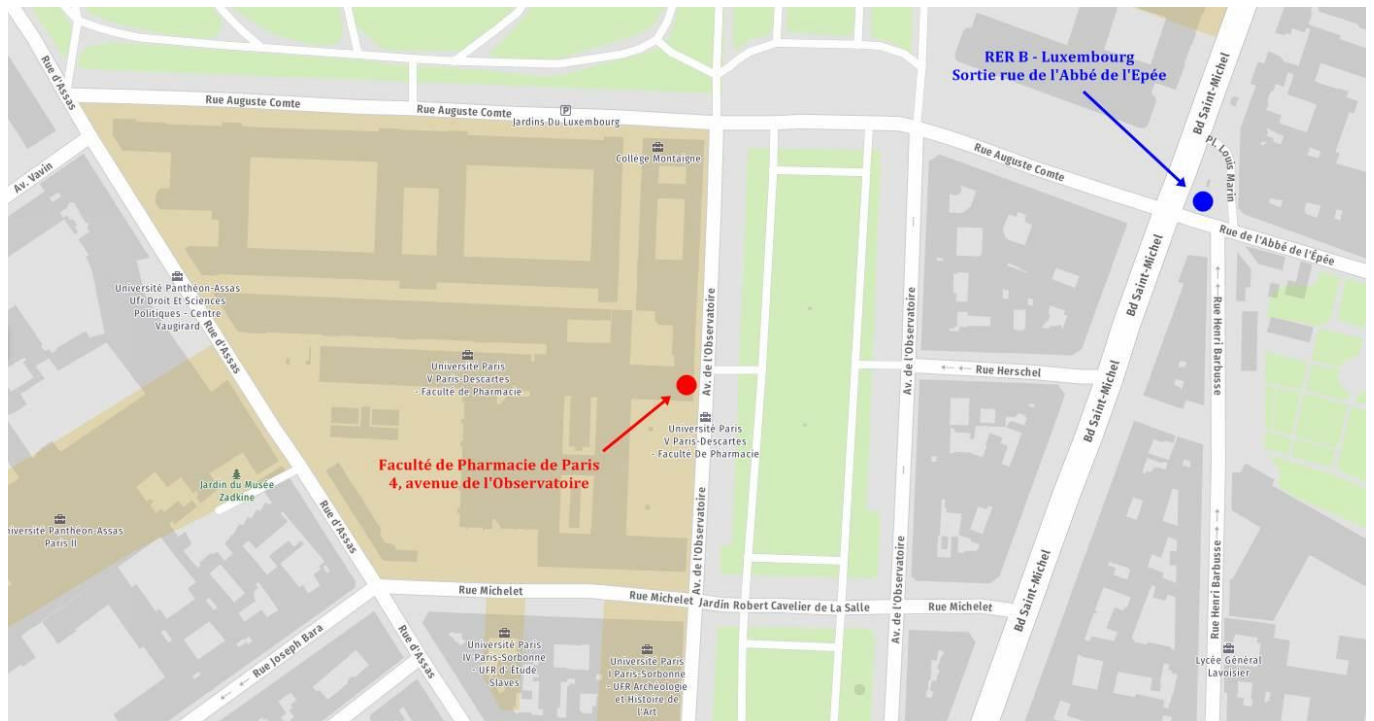 RER B - Luxembourg
Sortie rue de l'Abbé de l'Epée
Rue d'Assas
Rue Auguste Comte
Rue Auguste Comte
P
Jardins Du Luxembourg
Bd Saint-Michel
Pl. Louis Marin
Collège Montaigne
Rue Auguste Comte
Av. Vavin
Rue de l'Abbé de l'Épée
Bd Saint-Michel
Université Panthéon-Assas
Ufr Droit Et Sciences
Politiques - Centre
Vaugirard
Rue d'Assas
Av. de l'Observatoire
Av. de l'Observatoire
← ← Rue Herschel
← ← Rue Henri Barbusse
Université Paris
V Paris-Descartes
- Faculté de Pharmacie
Bd Saint-Michel
Université Paris
V Paris-Descartes
- Faculté De Pharmacie
Faculté de Pharmacie de Paris
4, avenue de l'Observatoire
Jardin du Musée
Zadkine
niversité Panthéon-Assas
Paris II
Rue d'Assas
Av. de l'Observatoire
Av. de l'Observatoire
Rue Henri Barbusse ← ←
Bd Saint-Michel
Rue Michelet
Rue Michelet
Jardin Robert Cavelier de La Salle
Rue Michelet
← ← Rue Joseph Bara
Rue d'Assas
Université Paris
IV Paris-Sorbonne
- UFR d' Étude
Slaves
Université Paris
I Paris-Sorbonne
- UFR Archeologie
et Histoire de
l'Art
Lycée Général
Lavoisier